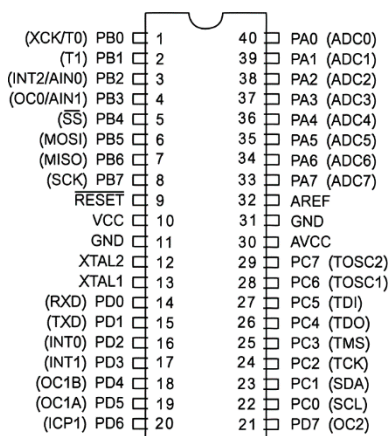 (XCK/T0) PB0 1 40 PA0 (ADC0)
(T1) PB1 2 39 PA1 (ADC1)
(INT2/AIN0) PB2 3 38 PA2 (ADC2)
(OC0/AIN1) PB3 4 37 PA3 (ADC3)
(SS) PB4 5 36 PA4 (ADC4)
(MOSI) PB5 6 35 PA5 (ADC5)
(MISO) PB6 7 34 PA6 (ADC6)
(SCK) PB7 8 33 PA7 (ADC7)
RESET 9 32 AREF
VCC 10 31 GND
GND 11 30 AVCC
XTAL2 12 29 PC7 (TOSC2)
XTAL1 13 28 PC6 (TOSC1)
(RXD) PD0 14 27 PC5 (TDI)
(TXD) PD1 15 26 PC4 (TDO)
(INT0) PD2 16 25 PC3 (TMS)
(INT1) PD3 17 24 PC2 (TCK)
(OC1B) PD4 18 23 PC1 (SDA)
(OC1A) PD5 19 22 PC0 (SCL)
(ICP1) PD6 20 21 PD7 (OC2)